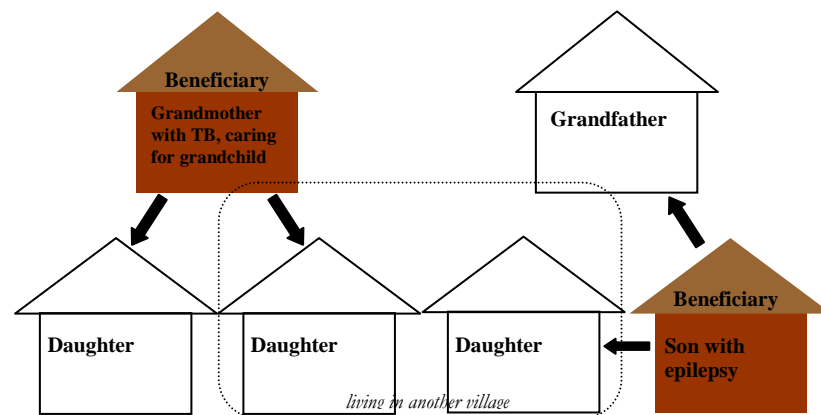 Beneficiary
Grandmother
with TB, caring
for grandchild
Grandfather
Beneficiary
Daughter
Daughter
Daughter
Son with
epilepsy
living in another village